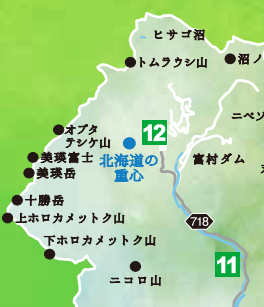 ヒサゴ沼
トムラウシ山
沼ノ
ニペソ
オプタ
テシケ山
12
美瑛富士
北海道の
重心
富村ダム
美瑛岳
十勝岳
上ホロカメットク山
718
下ホロカメットク山
11
ニコロ山